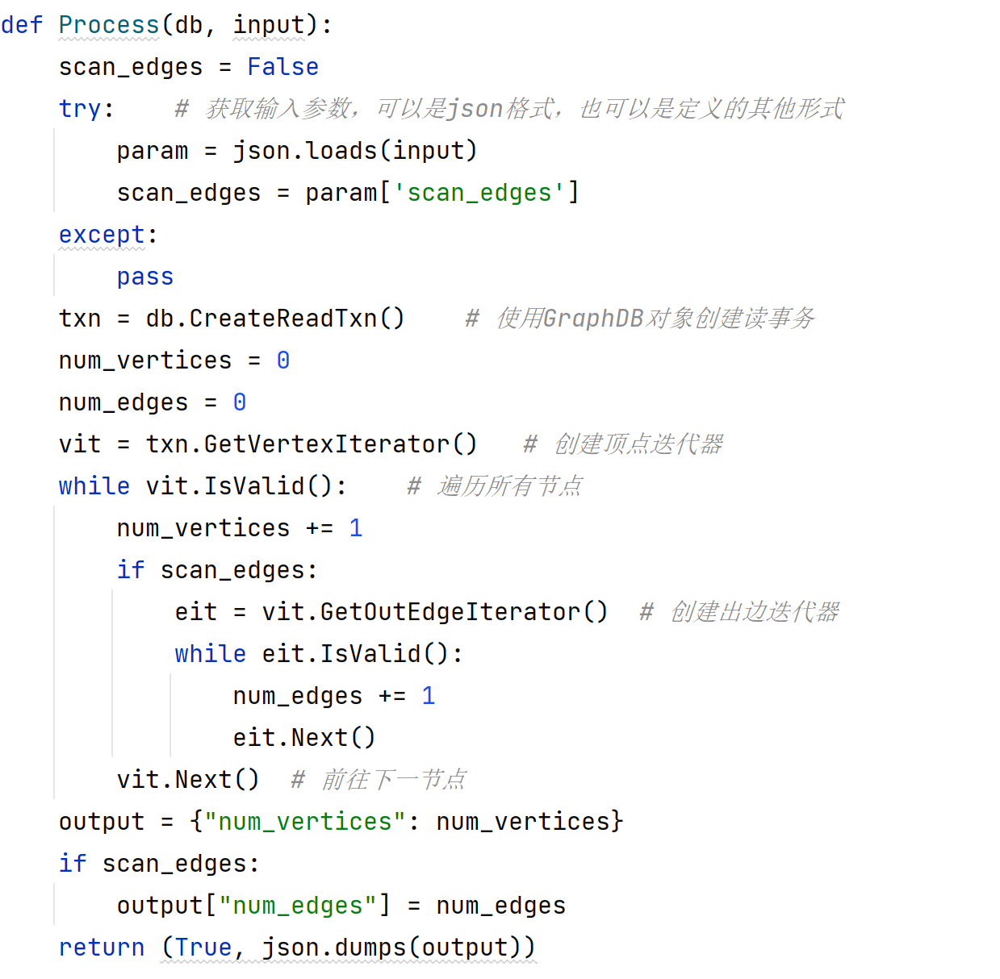 def Process(db, input):
    scan_edges = False
    try:    # 获取输入参数，可以是json格式，也可以是定义的其他形式
        param = json.loads(input)
        scan_edges = param['scan_edges']
    except:
        pass
    txn = db.CreateReadTxn()    # 使用GraphDB对象创建读事务
    num_vertices = 0
    num_edges = 0
    vit = txn.GetVertexIterator()   # 创建顶点迭代器
    while vit.IsValid():    # 遍历所有节点
        num_vertices += 1
        if scan_edges:
            eit = vit.GetOutEdgeIterator()  # 创建出边迭代器
            while eit.IsValid():
                num_edges += 1
                eit.Next()
        vit.Next()  # 前往下一节点
    output = {"num_vertices": num_vertices}
    if scan_edges:
        output["num_edges"] = num_edges
    return (True, json.dumps(output))